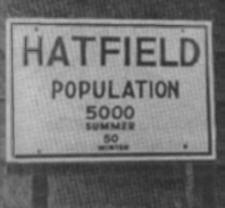 HATFIELD
POPULATION
5000
SUMMER
50
WINTER